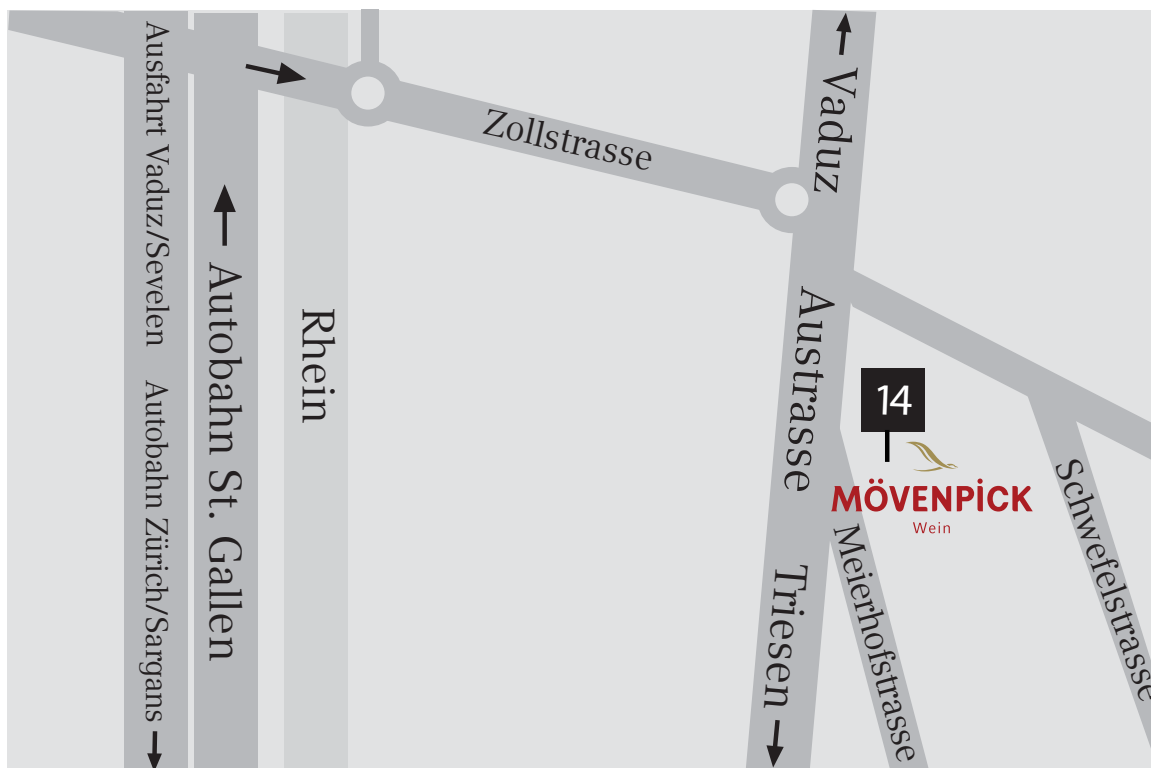 Ausfahrt Vaduz/Sevelen
Autobahn Zürich/Sargans
Autobahn St. Gallen
Rhein
Zollstrasse
Vaduz
Austrasse
Triesen
14
MÖVENPICK
Wein
Meierhofstrasse
Schwefelstrasse